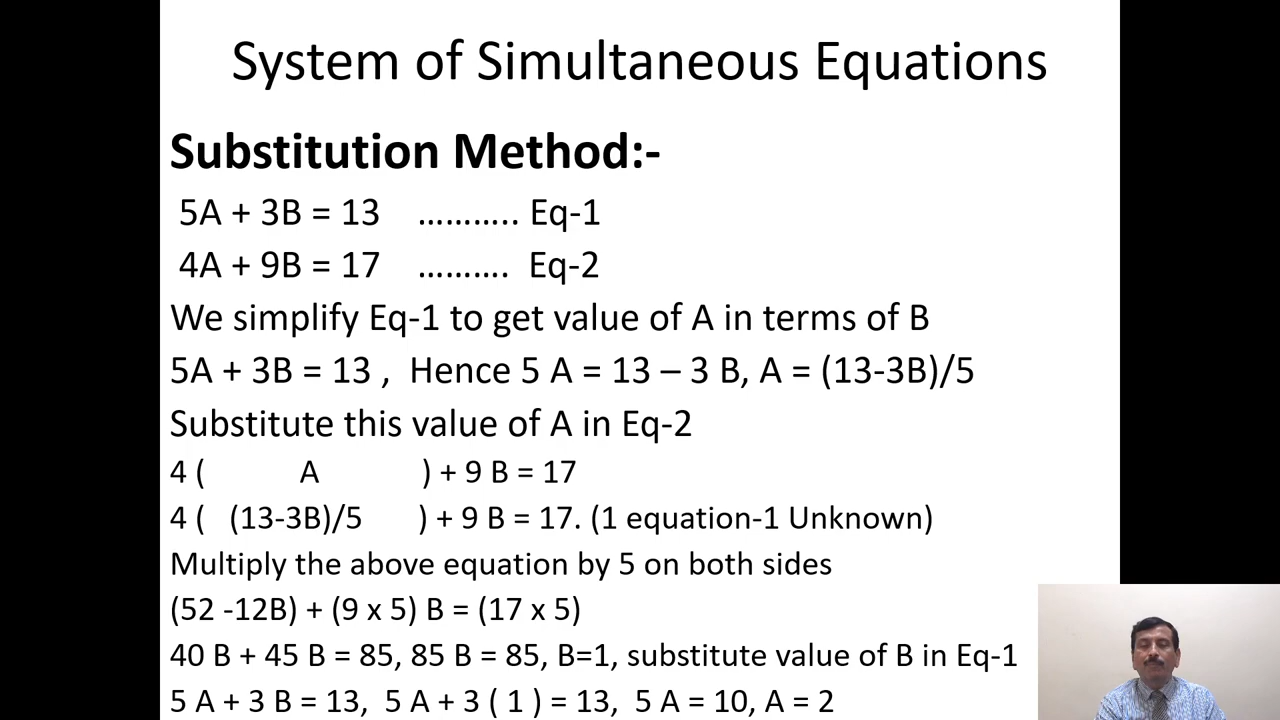 System of Simultaneous Equations
Substitution Method:-
5A + 3B = 13 ……….. Eq-1
4A + 9B = 17 ………. Eq-2
We simplify Eq-1 to get value of A in terms of B
5A + 3B = 13 , Hence 5 A = 13 – 3 B, A = (13-3B)/5
Substitute this value of A in Eq-2
4 ( A ) + 9 B = 17
4 ( (13-3B)/5 ) + 9 B = 17. (1 equation-1 Unknown)
Multiply the above equation by 5 on both sides
(52 -12B) + (9 x 5) B = (17 x 5)
40 B + 45 B = 85, 85 B = 85, B=1, substitute value of B in Eq-1
5 A + 3 B = 13, 5 A + 3 ( 1 ) = 13, 5 A = 10, A = 2